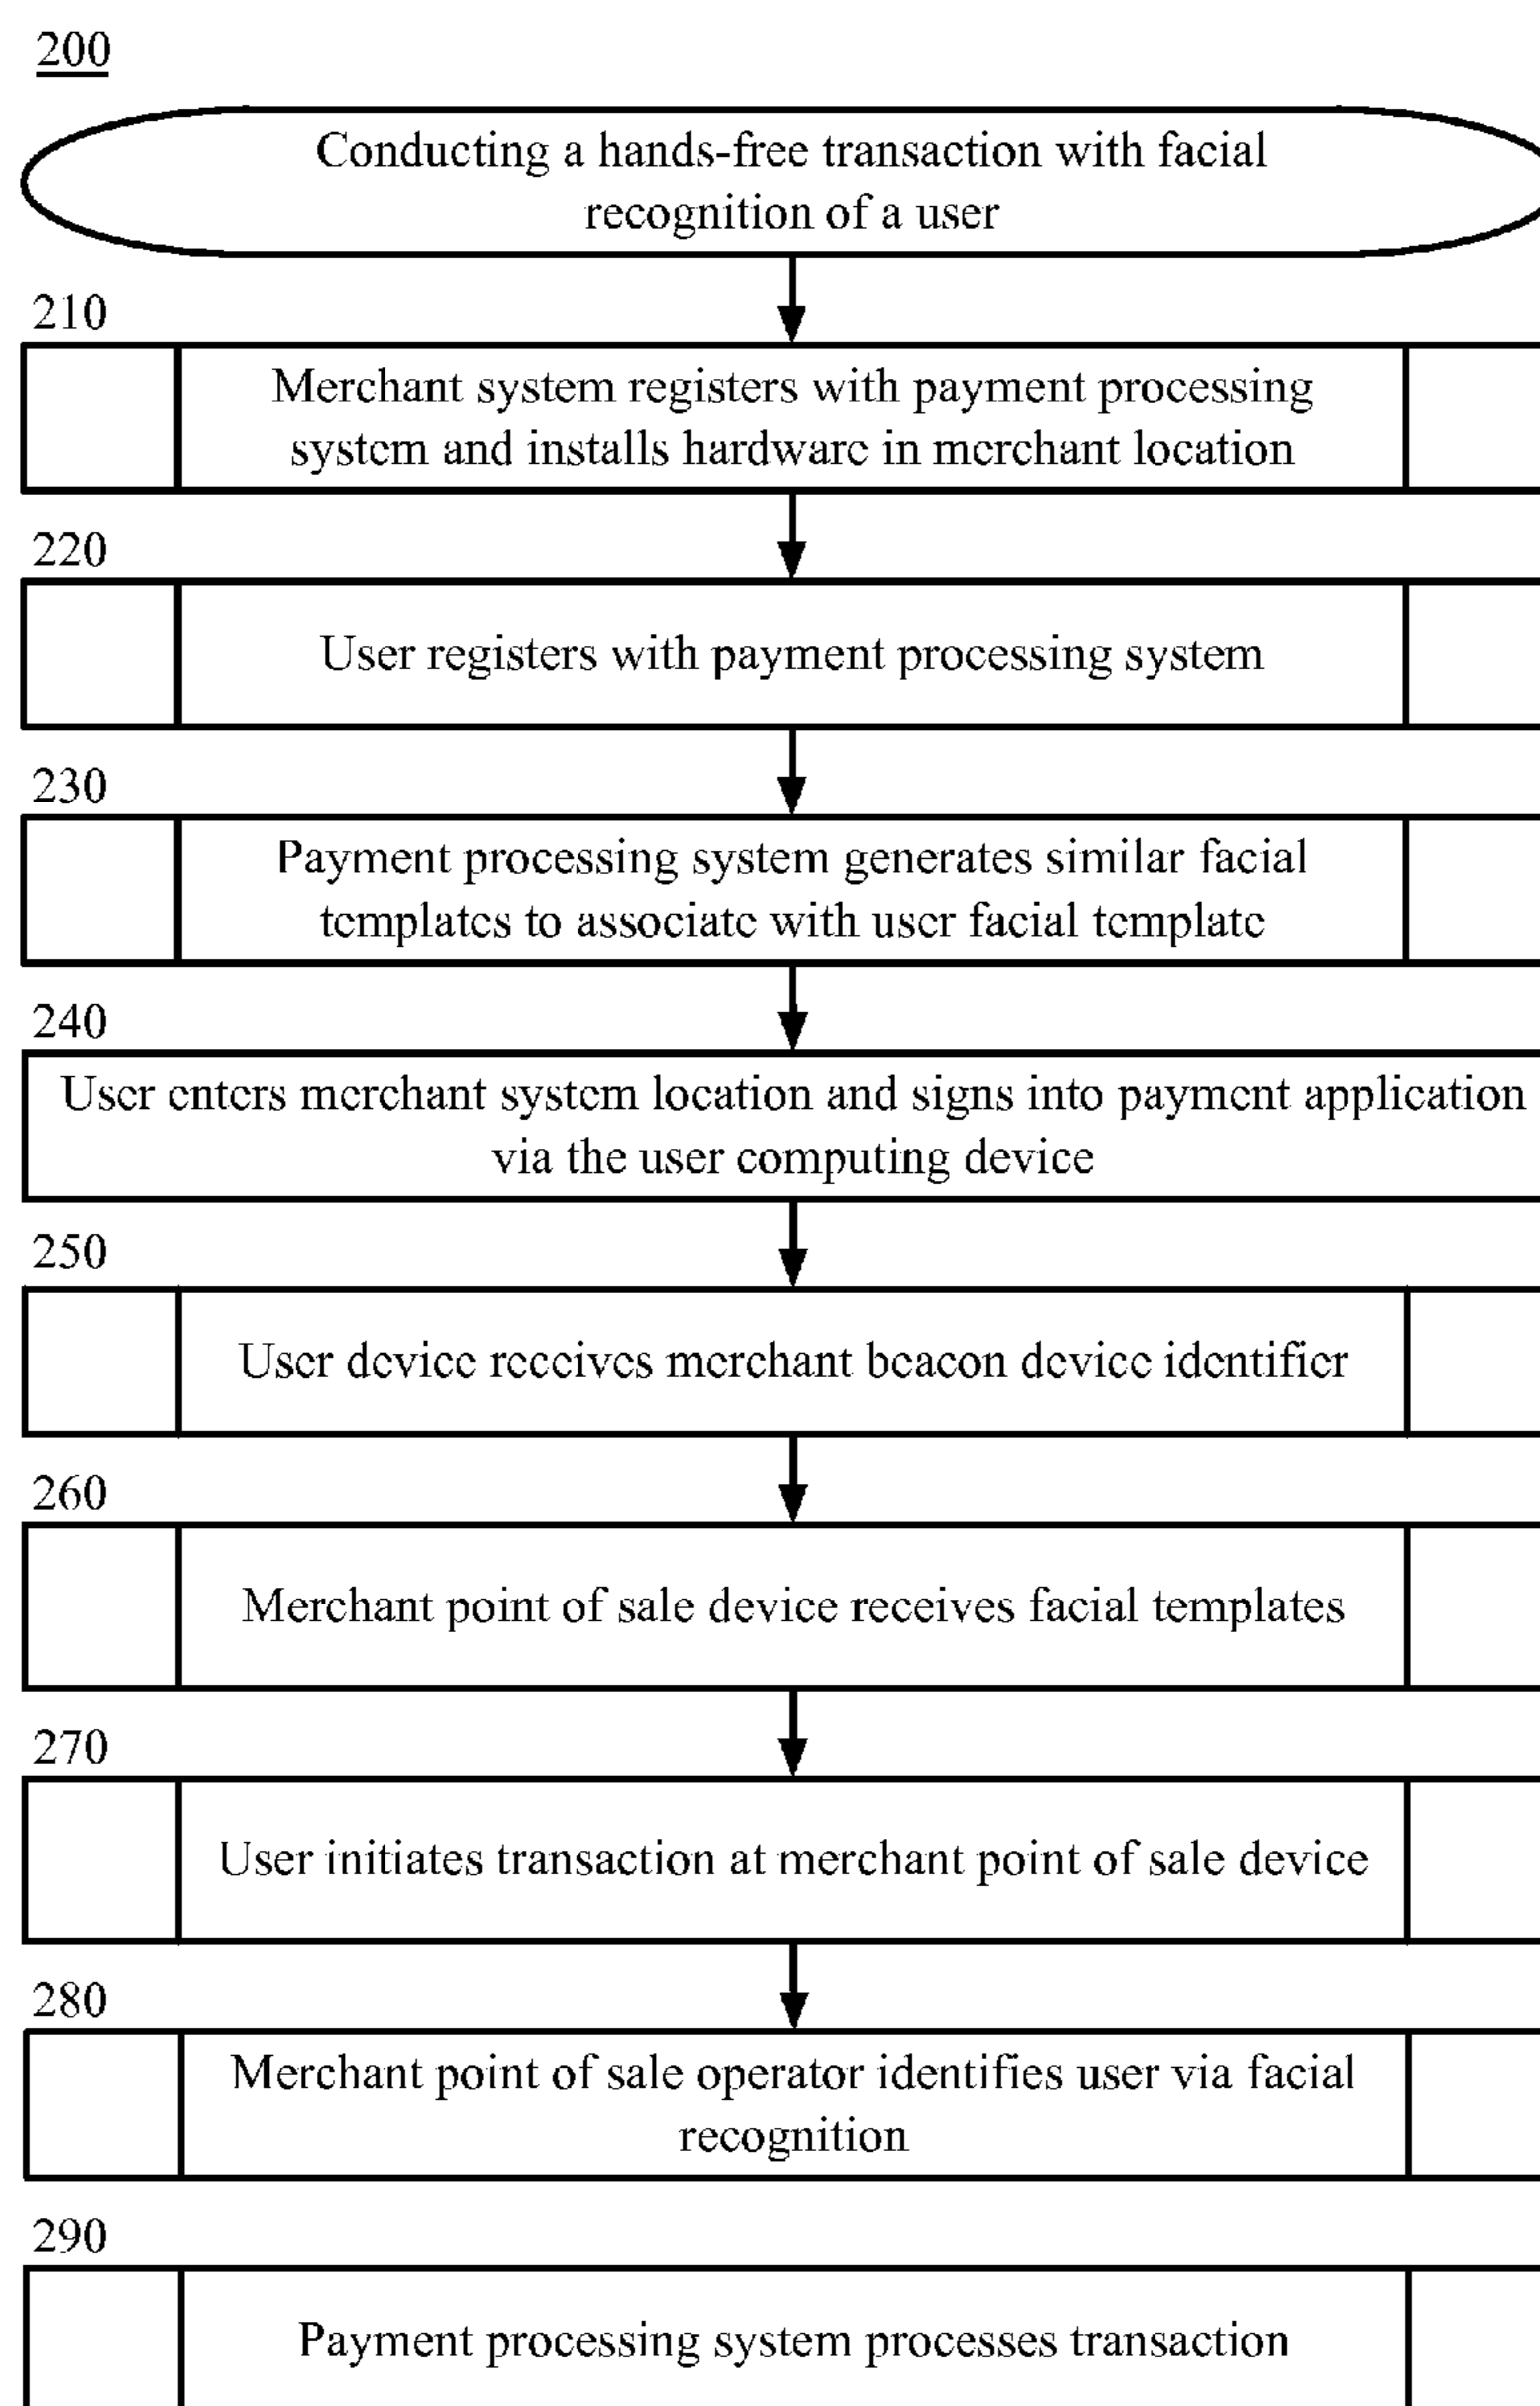 200
Conducting a hands-free transaction with facial
recognition of a user
210
Merchant system registers with payment processing
system and installs hardware in merchant location
220
User registers with payment processing system
230
Payment processing system generates similar facial
templates to associate with user facial template
240
User enters merchant system location and signs into payment application
via the user computing device
250
User device receives merchant beacon device identifier
260
Merchant point of sale device receives facial templates
270
User initiates transaction at merchant point of sale device
280
Merchant point of sale operator identifies user via facial
recognition
290
Payment processing system processes transaction